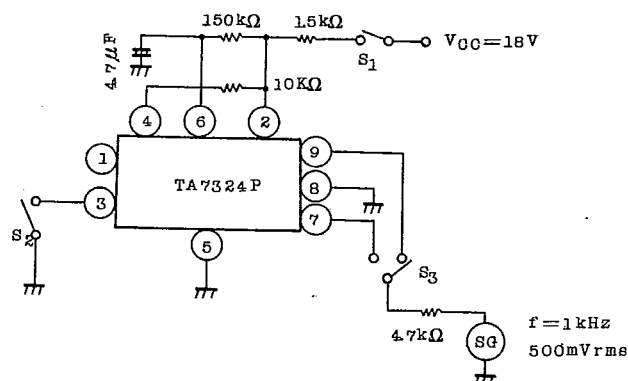 150kΩ
1.5kΩ
VCC=18V
4.7μF
S1
10KΩ
4
6
2
1
9
TA7324P
8
3
7
S2
5
S3
4.7kΩ
SG
f=1kHz
500mVrms